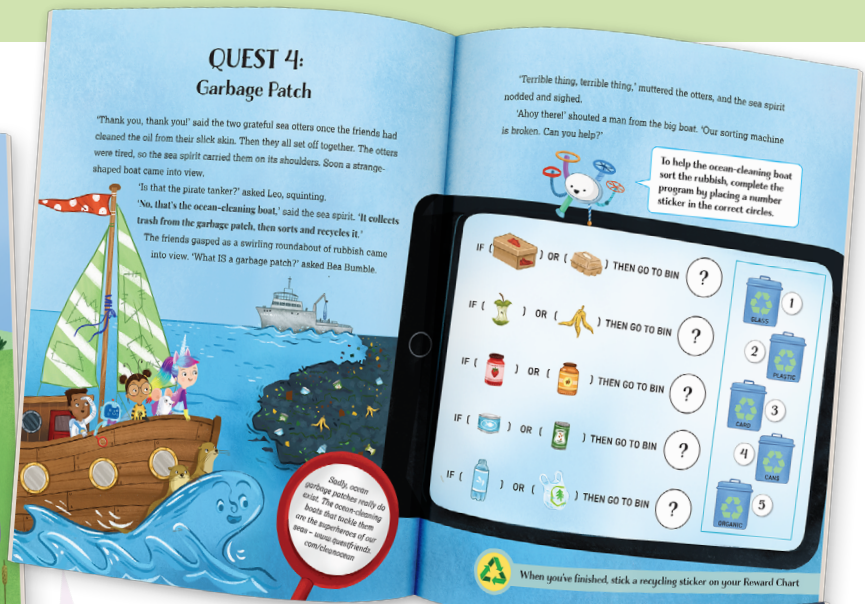 QUEST 4:
Garbage Patch
'Thank you, thank you!' said the two grateful sea otters once the friends had
cleaned the oil from their slick skin. Then they all set off together. The otters
were tired, so the sea spirit carried them on its shoulders. Soon a strange-
shaped boat came into view.
'Is that the pirate tanker?' asked Leo, squinting.
'No, that's the ocean-cleaning boat,' said the sea spirit. 'It collects
trash from the garbage patch, then sorts and recycles it.'
The friends gasped as a swirling roundabout of rubbish came
into view. 'What IS a garbage patch?' asked Bea Bumble.
Sadly, ocean
garbage patches really do
exist. The ocean-cleaning
boats that tackle them
are the superheroes of our
seas – www.questfriends.
com/cleanocean
'Terrible thing, terrible thing,' muttered the otters, and the sea spirit
nodded and sighed.
'Ahoy there!' shouted a man from the big boat. 'Our sorting machine
is broken. Can you help?'
To help the ocean-cleaning boat
sort the rubbish, complete the
program by placing a number
sticker in the correct circles.
IF ( ) OR ( ) THEN GO TO BIN ?
IF ( ) OR ( ) THEN GO TO BIN ?
IF ( ) OR ( ) THEN GO TO BIN ?
IF ( ) OR ( ) THEN GO TO BIN ?
IF ( ) OR ( ) THEN GO TO BIN ?
1
GLASS
2
PLASTIC
3
CARD
4
CANS
5
ORGANIC
When you've finished, stick a recycling sticker on your Reward Chart